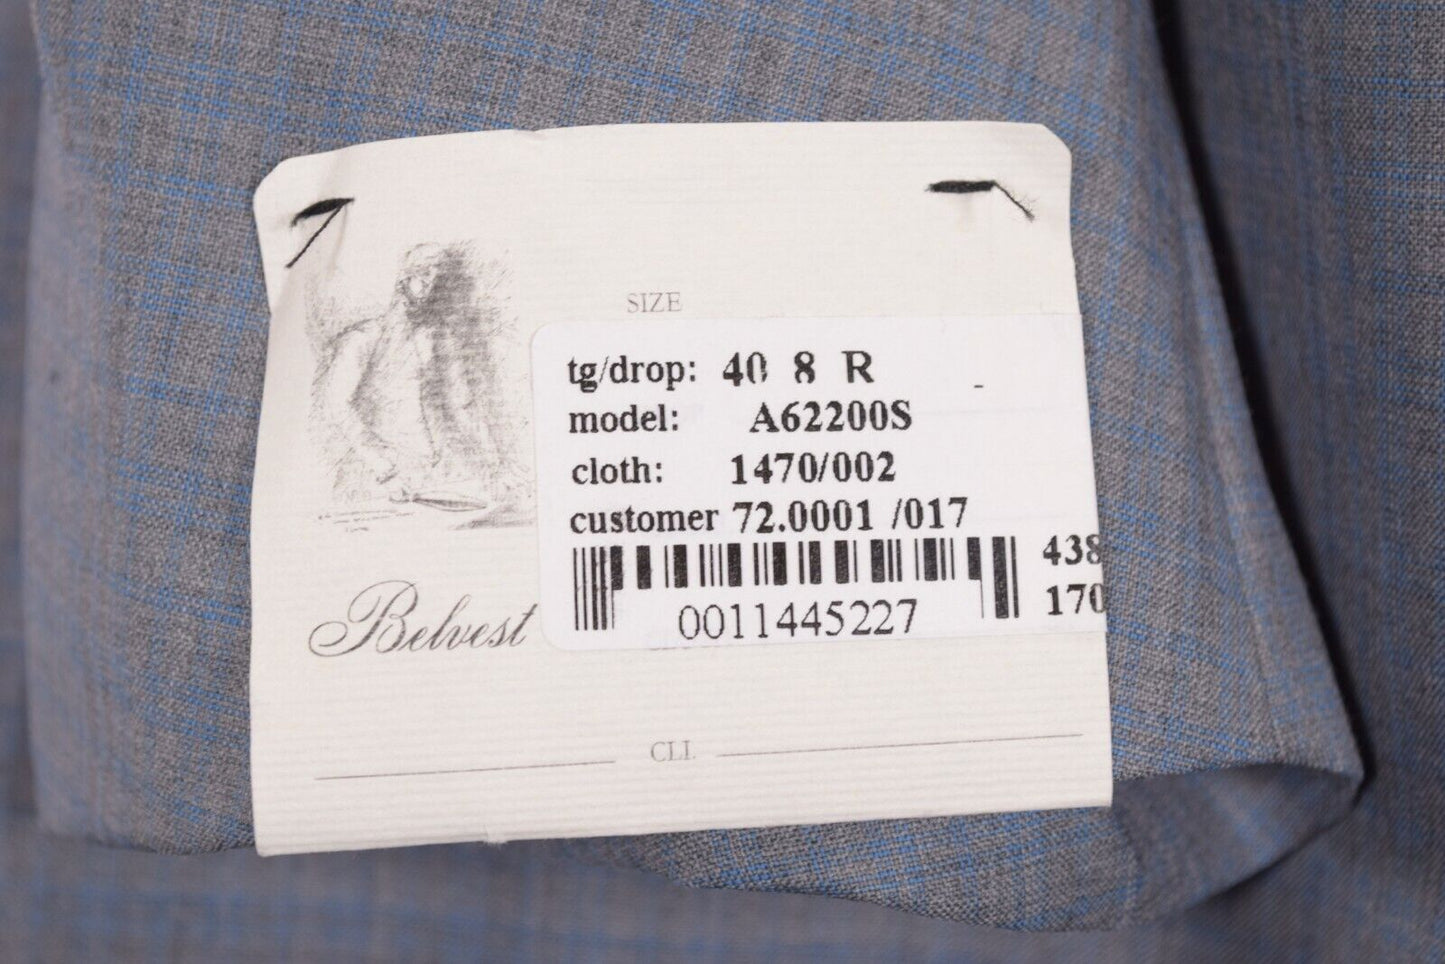 SIZE
tg/drop: 40 8 R -
model: A62200S
cloth: 1470/002
customer 72.0001 /017
438
170
0011445227
Belvest
CLI.